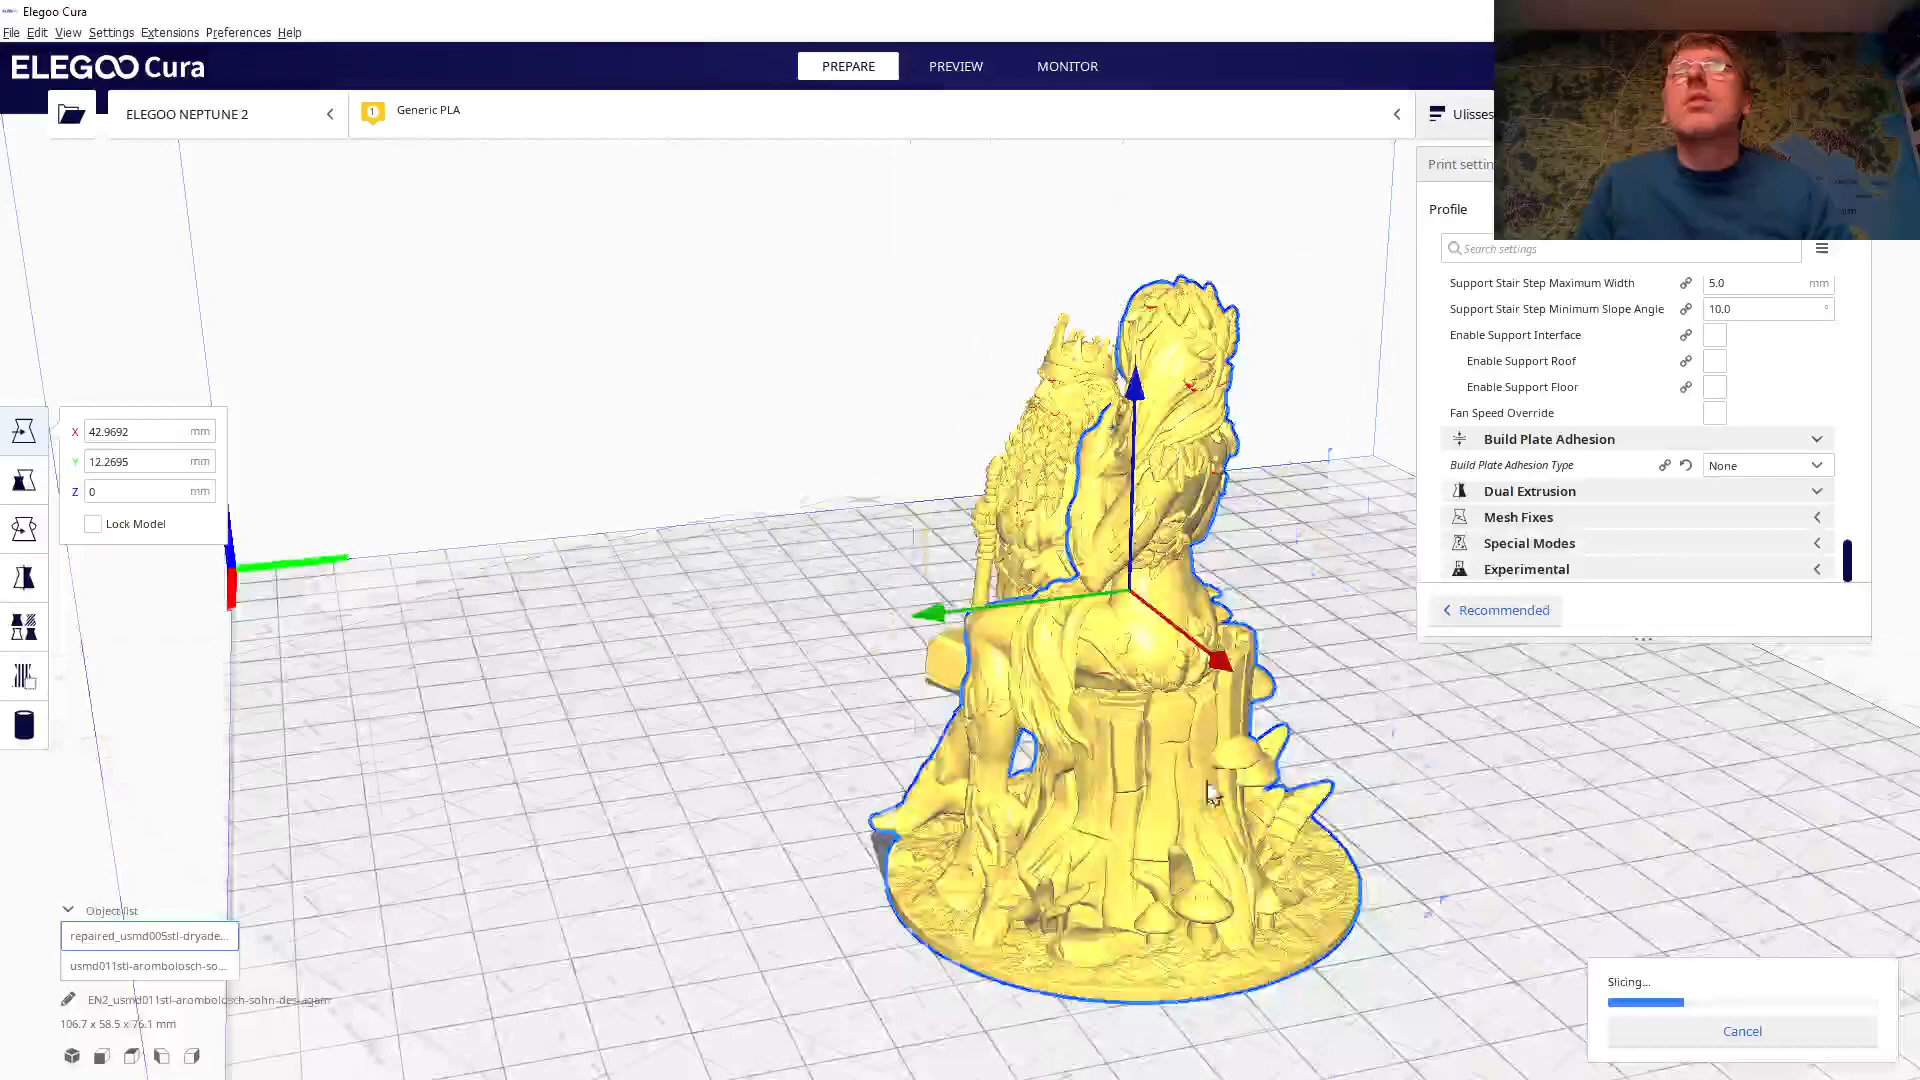 Elegoo Cura
File Edit View Settings Extensions Preferences Help
ELEGOO Cura
PREPARE
PREVIEW
MONITOR
ELEGOO NEPTUNE 2
1
Generic PLA
Ulisses
Print settin
Profile
Search settings
Support Stair Step Maximum Width 5.0 mm
Support Stair Step Minimum Slope Angle 10.0 °
Enable Support Interface
Enable Support Roof
Enable Support Floor
Fan Speed Override
Build Plate Adhesion
Build Plate Adhesion Type None
Dual Extrusion
Mesh Fixes
Special Modes
Experimental
Recommended
X 42.9692 mm
Y 12.2695 mm
Z 0 mm
Lock Model
Object list
repaired_usmd005stl-dryade...
usmd011stl-arombolosch-so...
EN2_usmd011stl-arombolosch-sohn-des-again
106.7 x 58.5 x 76.1 mm
Slicing...
Cancel